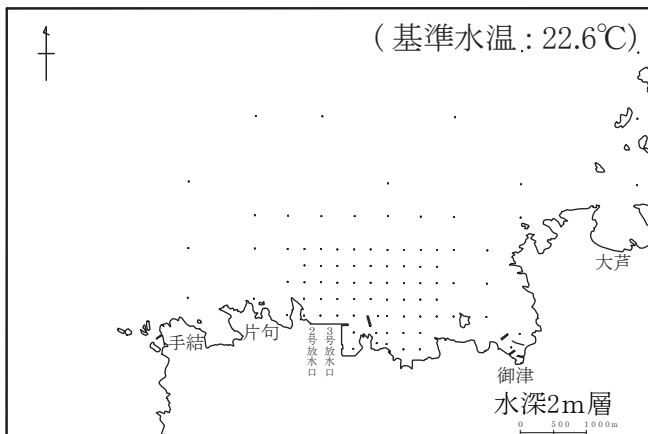 (基準水温:22.6℃)
大芦
手結
片句
2号放水口
3号放水口
御津
水深2m層
0 500 1000m